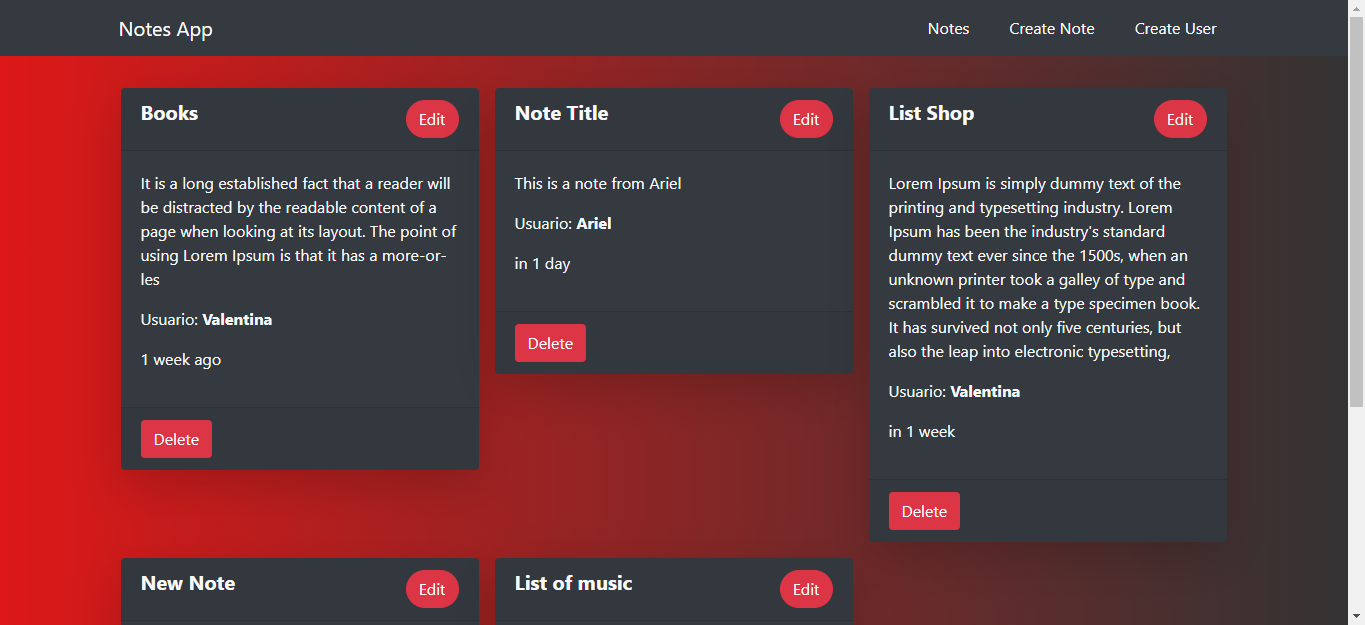 Notes App
Notes
Create Note
Create User
Books
Edit
It is a long established fact that a reader will
be distracted by the readable content of a
page when looking at its layout. The point of
using Lorem Ipsum is that it has a more-or-
les
Usuario: Valentina
1 week ago
Delete
Note Title
Edit
This is a note from Ariel
Usuario: Ariel
in 1 day
Delete
List Shop
Edit
Lorem Ipsum is simply dummy text of the
printing and typesetting industry. Lorem
Ipsum has been the industry's standard
dummy text ever since the 1500s, when an
unknown printer took a galley of type and
scrambled it to make a type specimen book.
It has survived not only five centuries, but
also the leap into electronic typesetting,
Usuario: Valentina
in 1 week
Delete
New Note
Edit
List of music
Edit